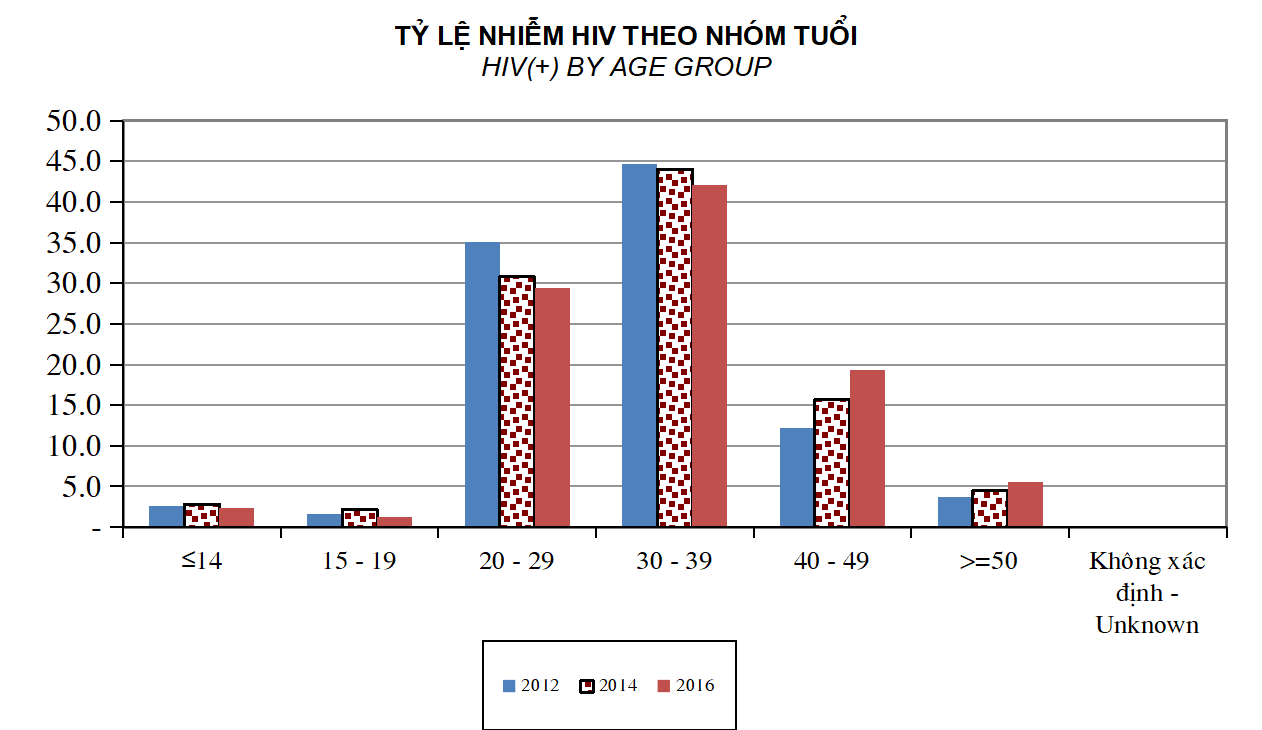 TỶ LỆ NHIỄM HIV THEO NHÓM TUỔI
HIV(+) BY AGE GROUP
50.0
45.0
40.0
35.0
30.0
25.0
20.0
15.0
10.0
5.0
-
≤14 15 - 19 20 - 29 30 - 39 40 - 49 >=50 Không xác
định -
Unknown
2012 2014 2016